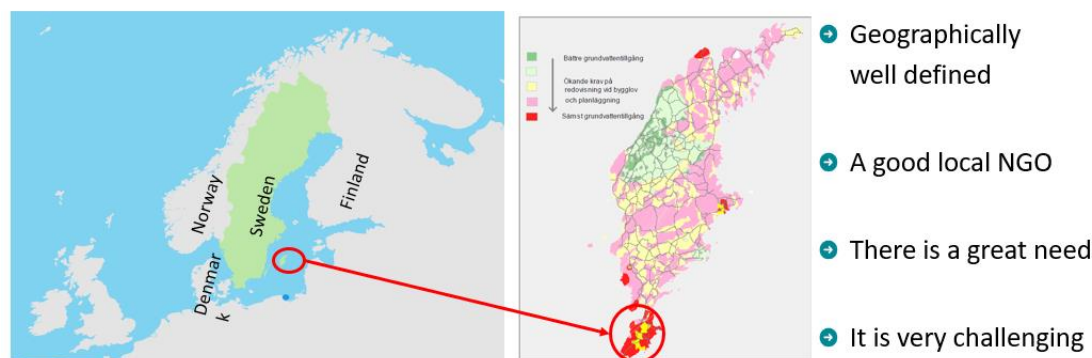 Norway
Sweden
Finland
Denmar
k
Bättre grundvattentillgång
Ökande krav på
redovisning vid bygglov
och planläggning
Sämst grundvattentillgång
Geographically
well defined
A good local NGO
There is a great need
It is very challenging